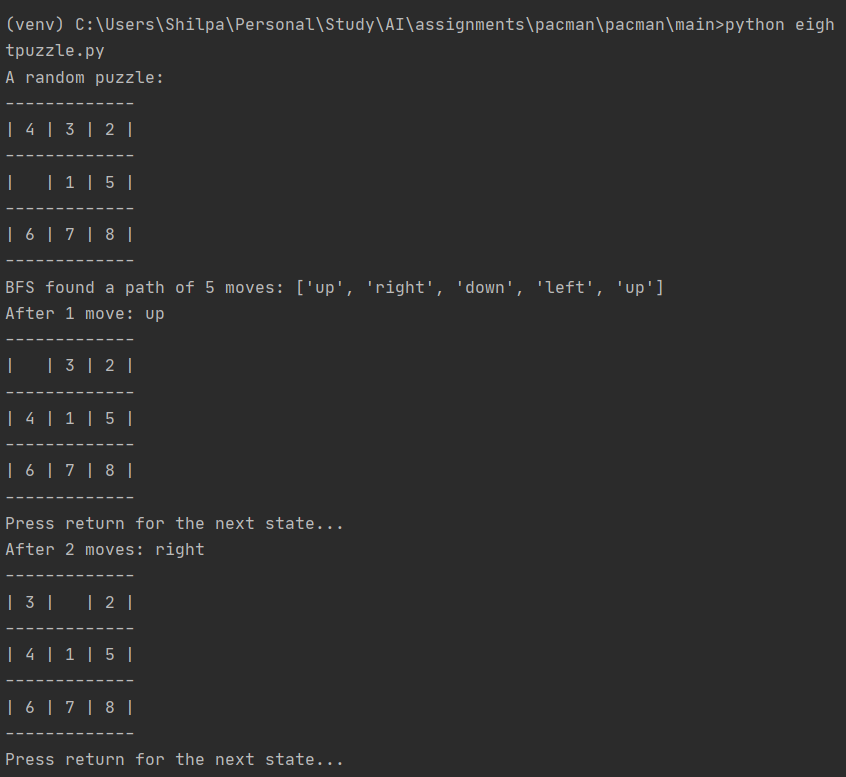 (venv) C:\Users\Shilpa\Personal\Study\AI\assignments\pacman\pacman\main>python eigh
tpuzzle.py
A random puzzle:
-------------
| 4 | 3 | 2 |
-------------
|   | 1 | 5 |
-------------
| 6 | 7 | 8 |
-------------
BFS found a path of 5 moves: ['up', 'right', 'down', 'left', 'up']
After 1 move: up
-------------
|   | 3 | 2 |
-------------
| 4 | 1 | 5 |
-------------
| 6 | 7 | 8 |
-------------
Press return for the next state...
After 2 moves: right
-------------
| 3 |   | 2 |
-------------
| 4 | 1 | 5 |
-------------
| 6 | 7 | 8 |
-------------
Press return for the next state...